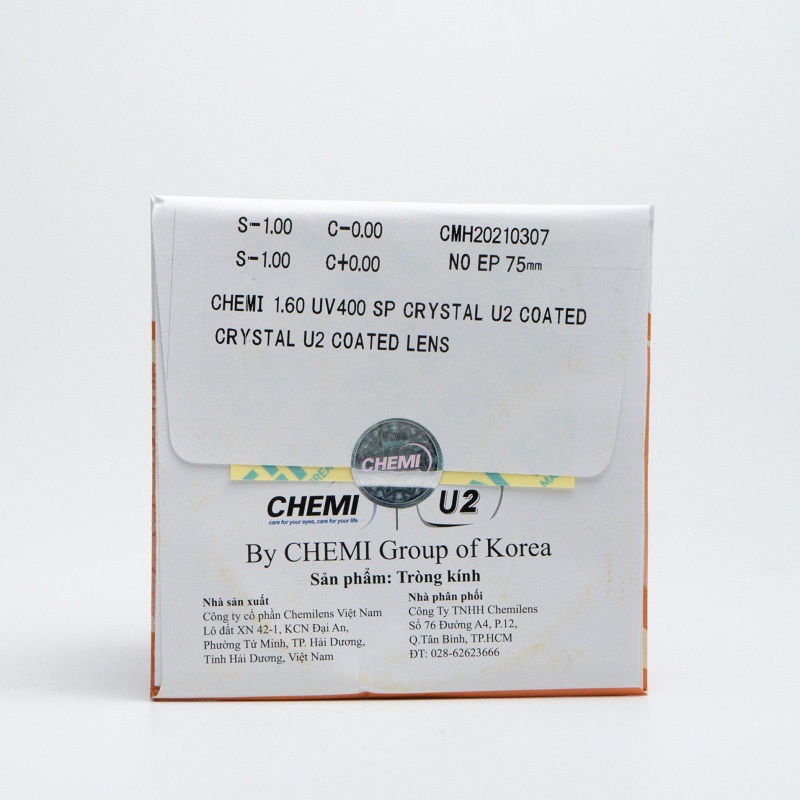 S-1.00 C-0.00 CMH20210307
S-1.00 C+0.00 NO EP 75mm
CHEMI 1.60 UV400 SP CRYSTAL U2 COATED
CRYSTAL U2 COATED LENS
CHEMI
CHEMI U2
care for your eyes, care for your life
By CHEMI Group of Korea
Sản phẩm: Tròng kính
Nhà sản xuất
Công ty cổ phần Chemilens Việt Nam
Lô đất XN 42-1, KCN Đại An,
Phường Tứ Minh, TP. Hải Dương,
Tỉnh Hải Dương, Việt Nam
Nhà phân phối
Công Ty TNHH Chemilens
Số 76 Đường A4, P.12,
Q.Tân Bình, TP.HCM
ĐT: 028-62623666